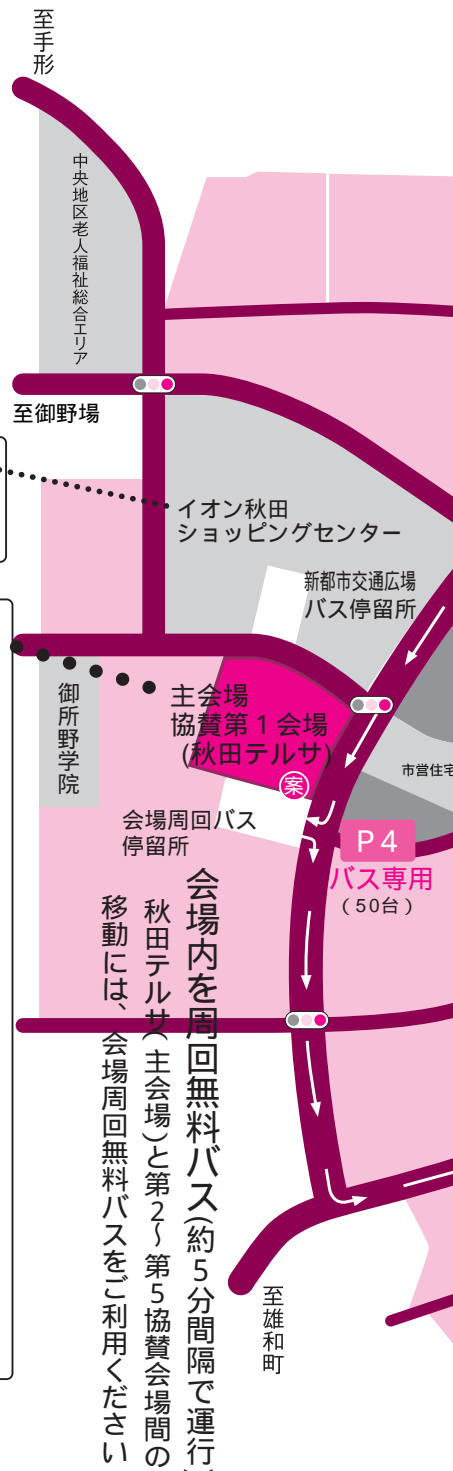 至手形
中央地区老人福祉総合エリア
至御野場
イオン秋田
ショッピングセンター
新都市交通広場
バス停留所
主会場
協賛第1会場
(秋田テルサ)
案
御所野学院
市営住宅
会場周回バス
停留所
P4
バス専用
(50台)
会場内を周回無料バス(約5分間隔で運行)
秋田テルサ(主会場)と第2〜第5協賛会場間の
移動には、会場周回無料バスをご利用ください
至雄和町